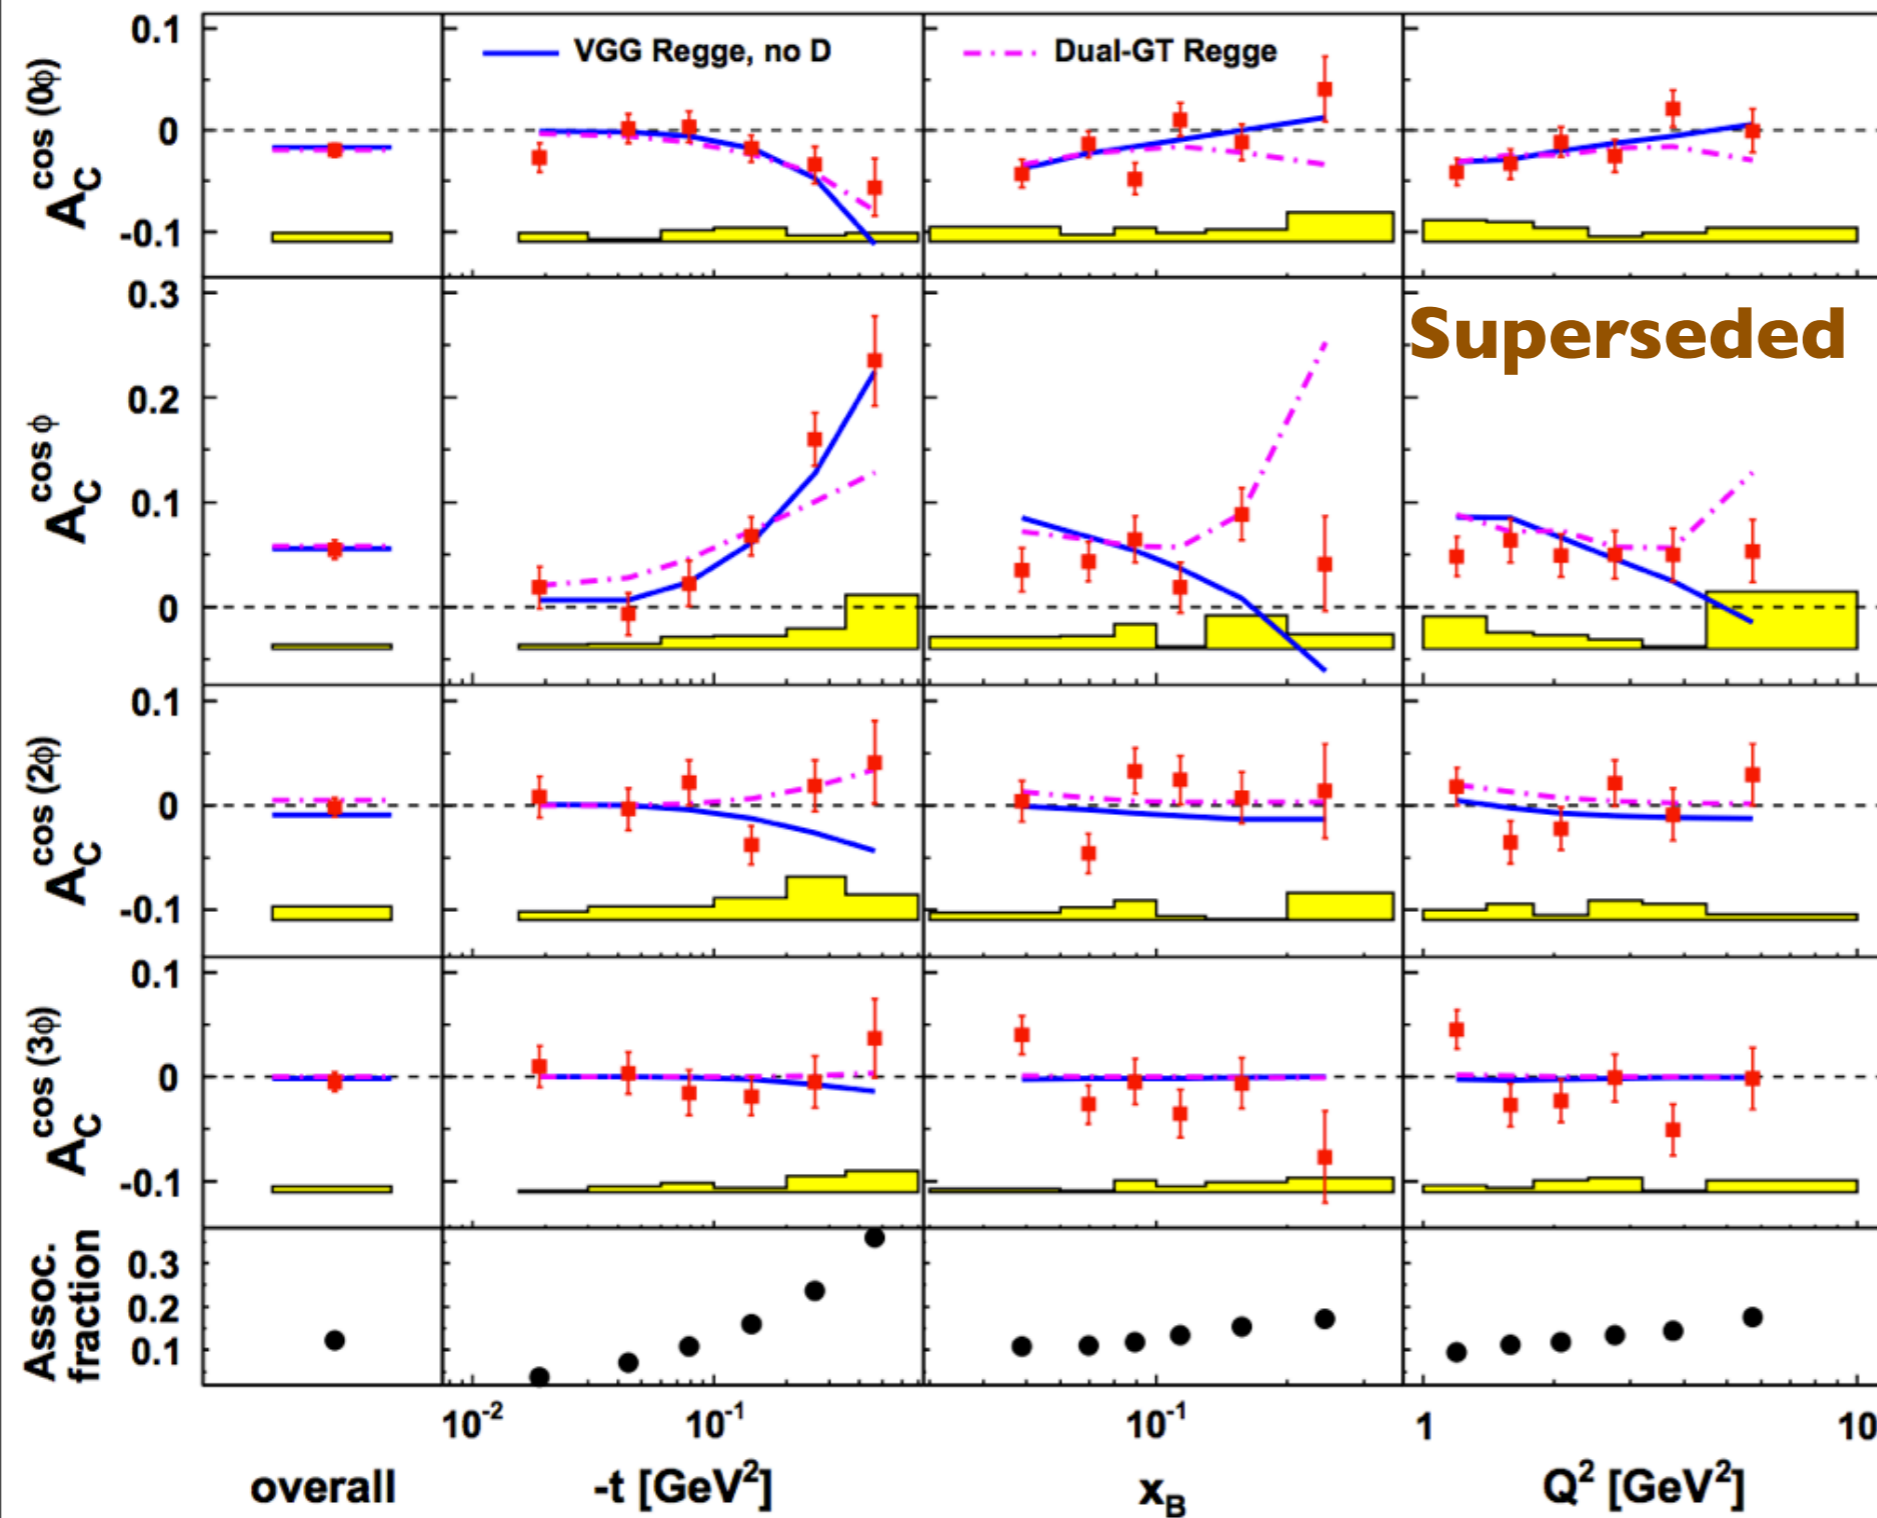 VGG Regge, no D
Dual-GT Regge
A_C^cos (0ϕ)
0.1
0
-0.1
Superseded
A_C^cos ϕ
0.3
0.2
0.1
0
A_C^cos (2ϕ)
0.1
0
-0.1
A_C^cos (3ϕ)
0.1
0
-0.1
Assoc.
fraction
0.3
0.2
0.1
10^-2 10^-1 10^-1 1 10
overall -t [GeV²] x_B Q² [GeV²]